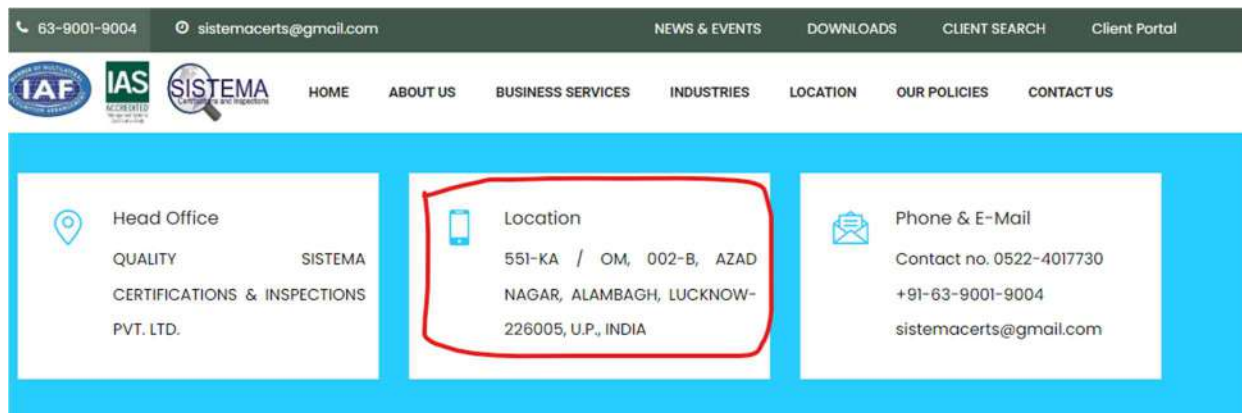 63-9001-9004 sistemacerts@gmail.com NEWS & EVENTS DOWNLOADS CLIENT SEARCH Client Portal
IAF
IAS
ACCREDITED
SISTEMA
Certifications and Inspections
HOME ABOUT US BUSINESS SERVICES INDUSTRIES LOCATION OUR POLICIES CONTACT US
Head Office
QUALITY SISTEMA
CERTIFICATIONS & INSPECTIONS
PVT. LTD.
Location
551-KA / OM, 002-B, AZAD
NAGAR, ALAMBAGH, LUCKNOW-
226005, U.P., INDIA
Phone & E-Mail
Contact no. 0522-4017730
+91-63-9001-9004
sistemacerts@gmail.com